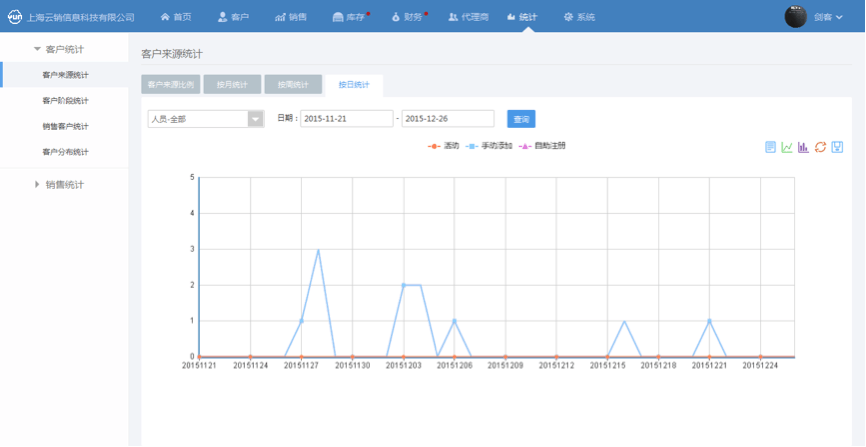 上海云销信息科技有限公司 首页 客户 销售 库存 财务 代理商 统计 系统 剑客
客户统计
客户来源统计
客户阶段统计
销售客户统计
客户分布统计
销售统计
客户来源统计
客户来源比例 按月统计 按周统计 按日统计
人员-全部 日期： 2015-11-21 - 2015-12-26 查询
活动 手动添加 自助注册
5
4
3
2
1
0
20151121 20151124 20151127 20151130 20151203 20151206 20151209 20151212 20151215 20151218 20151221 20151224